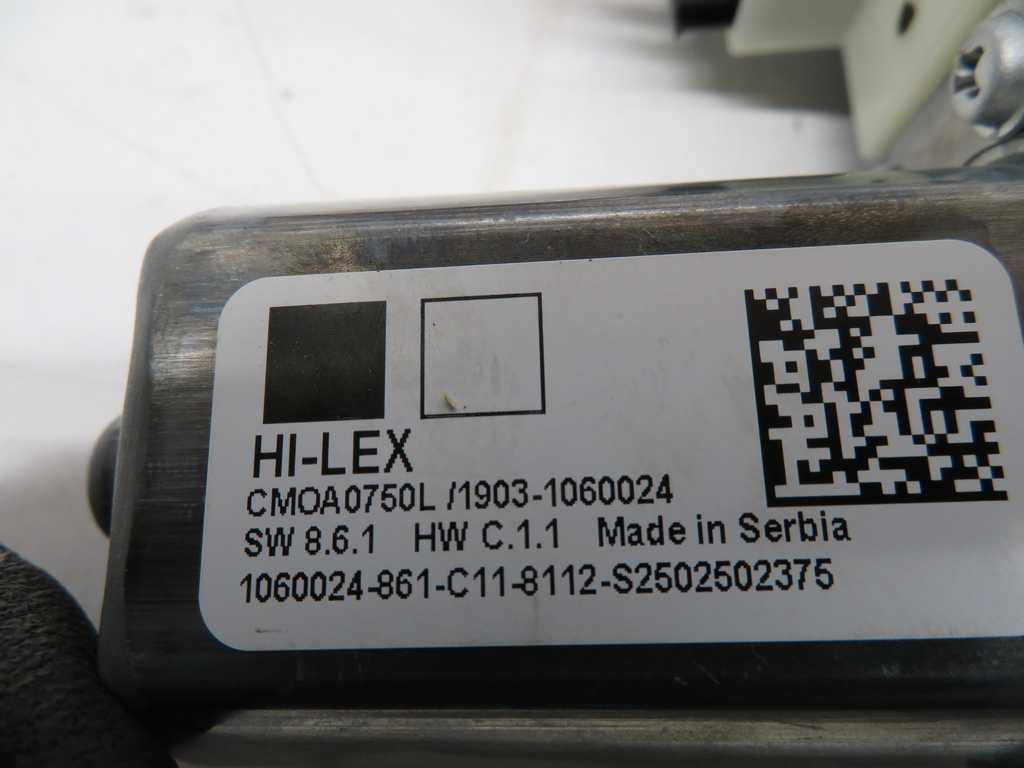 HI-LEX
CMOA0750L /1903-1060024
SW 8.6.1 HW C.1.1 Made in Serbia
1060024-861-C11-8112-S2502502375